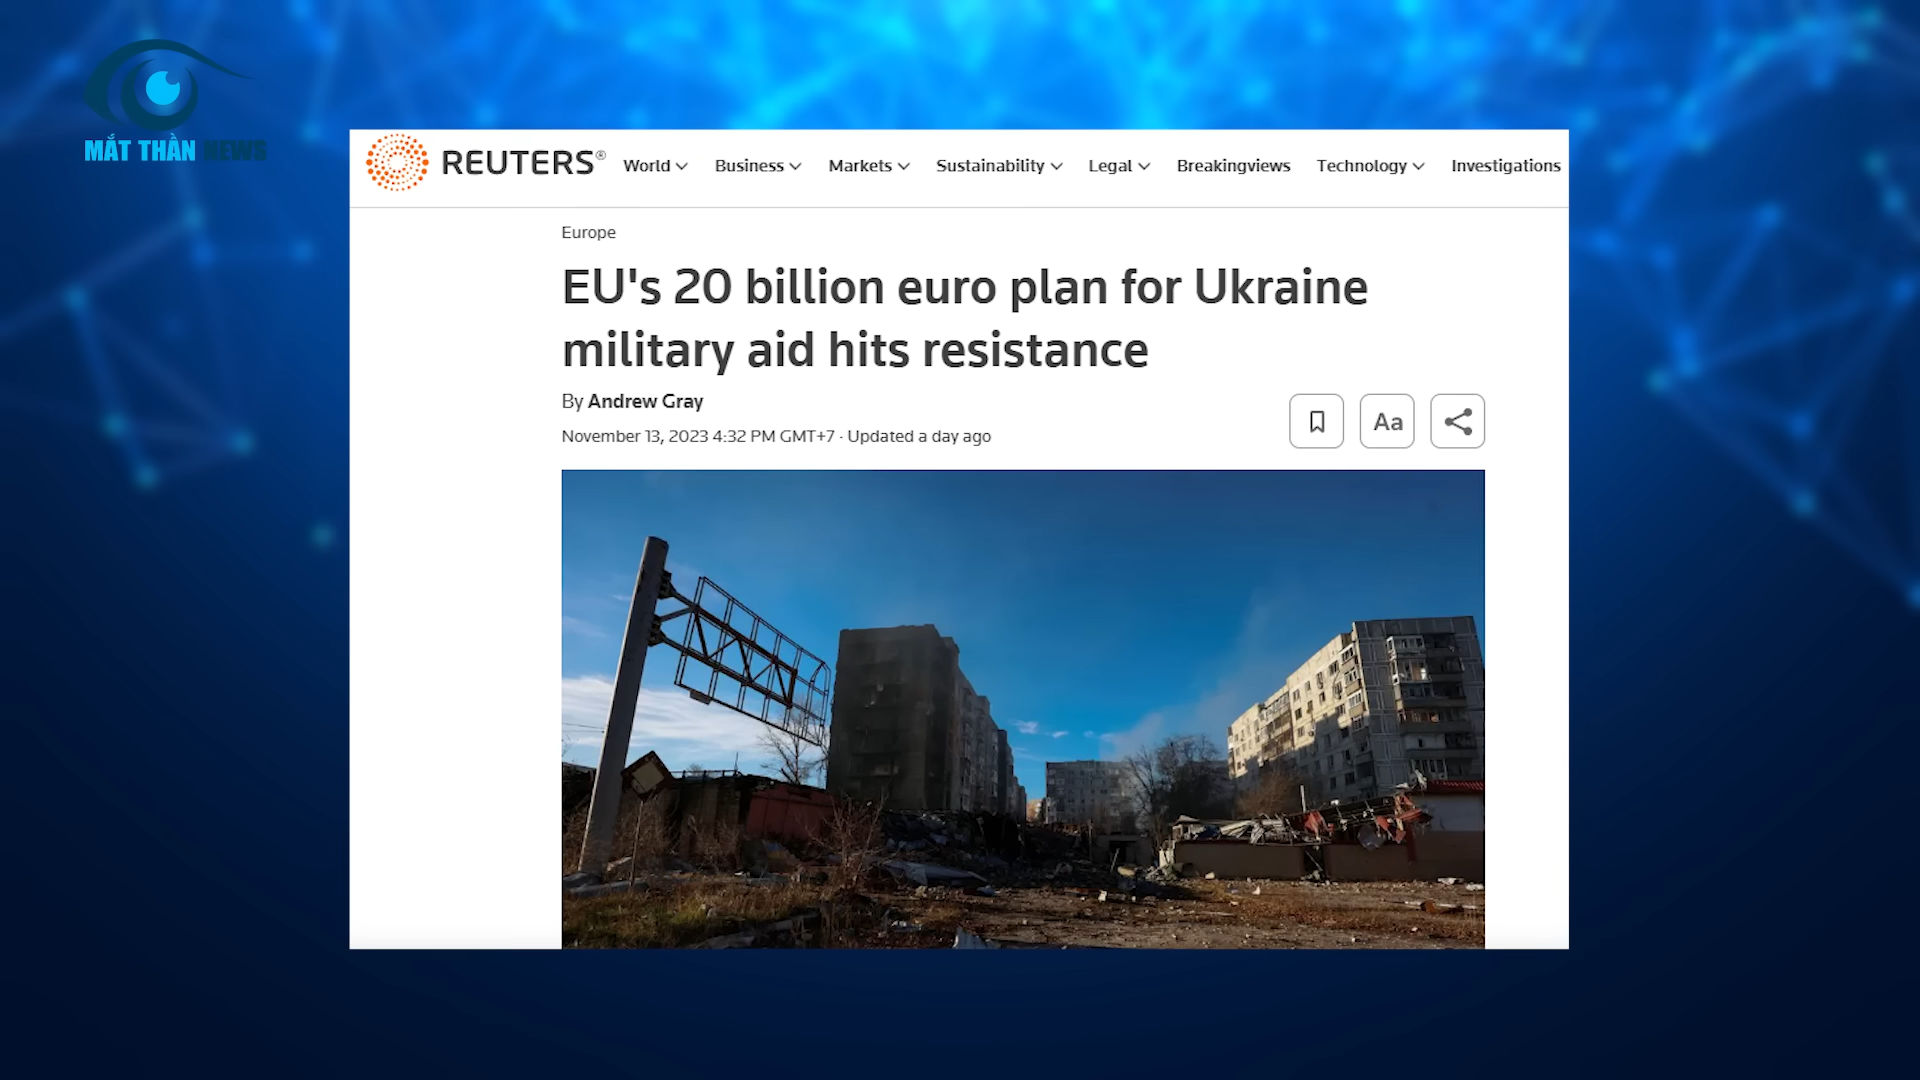 MẮT THẦN NEWS
REUTERS®
World Business Markets Sustainability Legal Breakingviews Technology Investigations
Europe
EU's 20 billion euro plan for Ukraine
military aid hits resistance
By Andrew Gray
November 13, 2023 4:32 PM GMT+7 · Updated a day ago
Aa